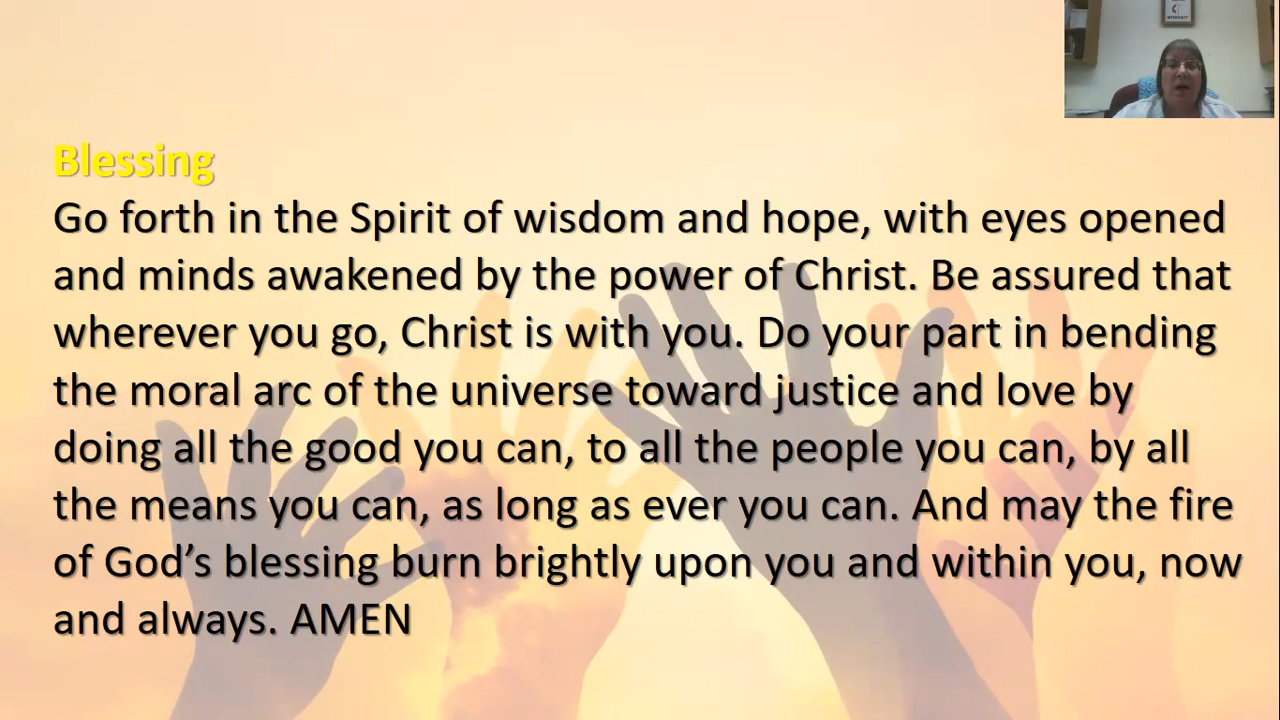 Blessing
Go forth in the Spirit of wisdom and hope, with eyes opened
and minds awakened by the power of Christ. Be assured that
wherever you go, Christ is with you. Do your part in bending
the moral arc of the universe toward justice and love by
doing all the good you can, to all the people you can, by all
the means you can, as long as ever you can. And may the fire
of God’s blessing burn brightly upon you and within you, now
and always. AMEN